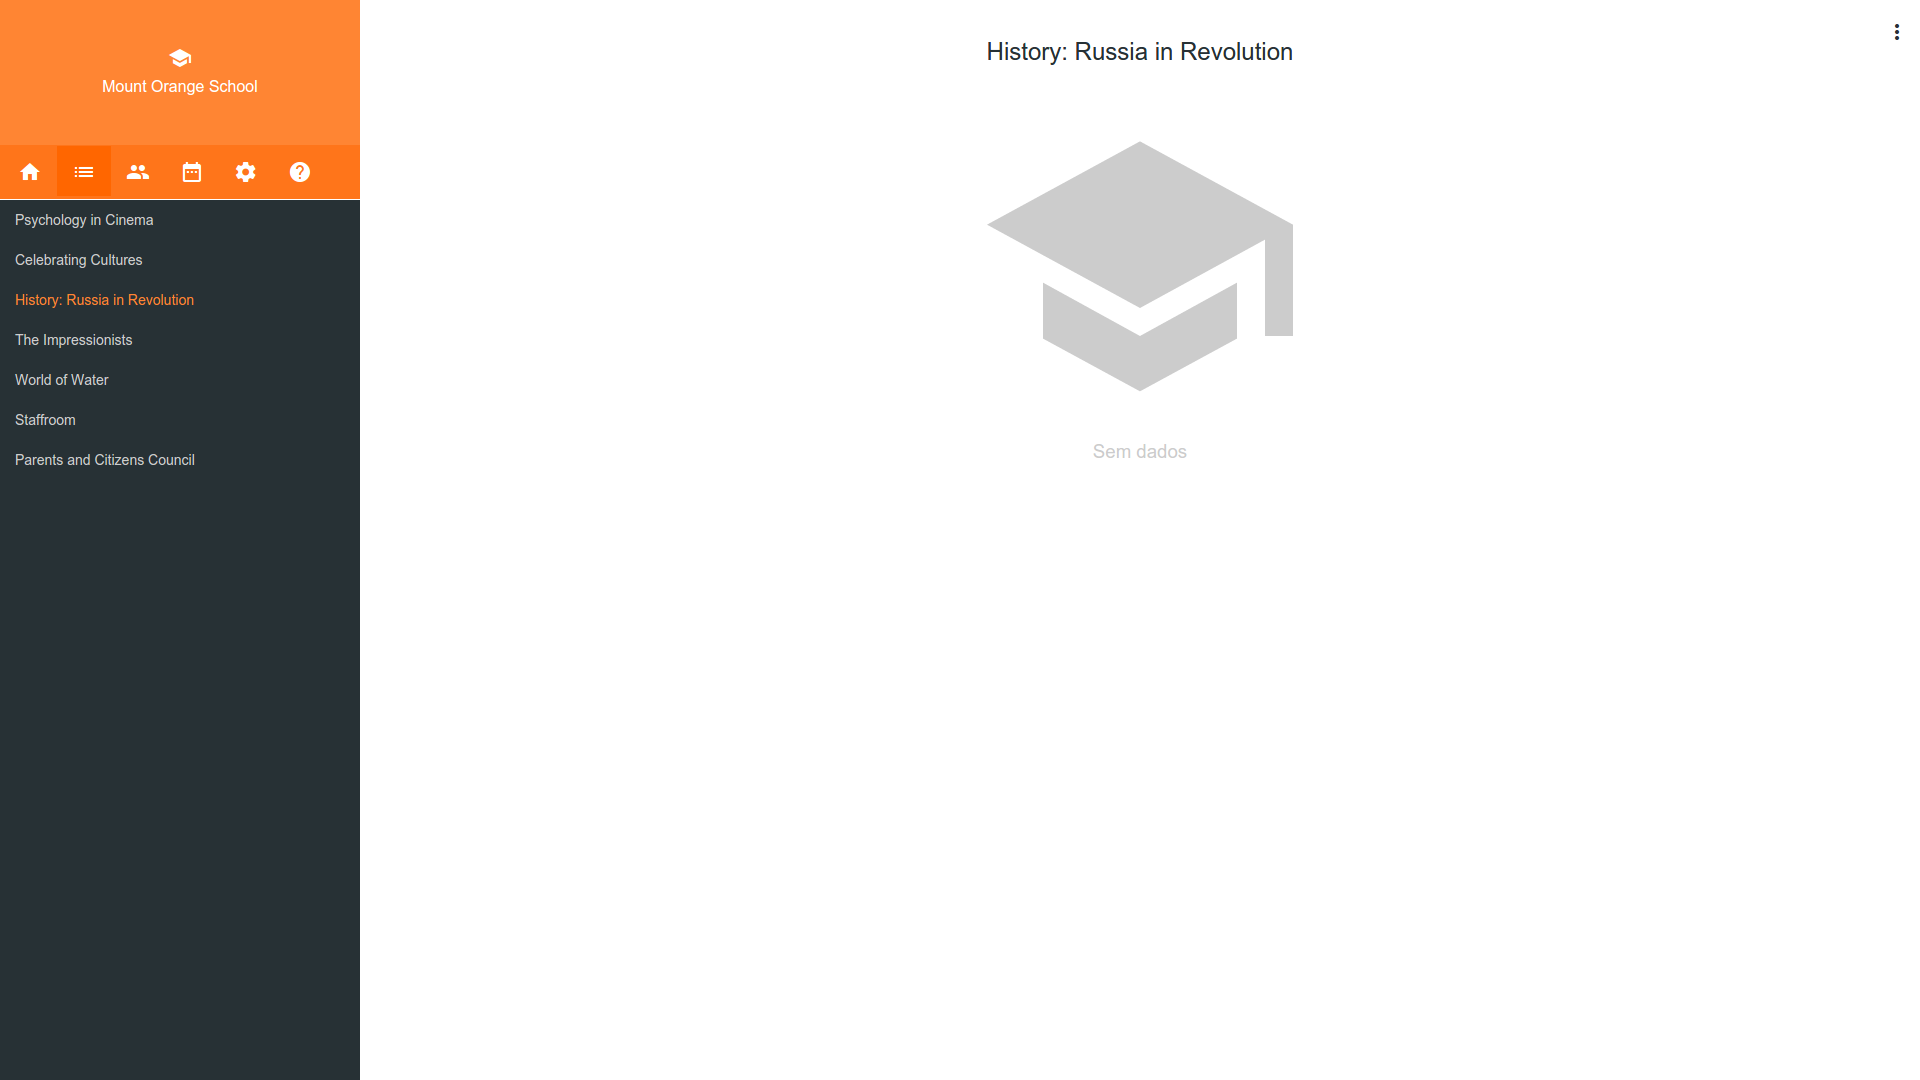 Mount Orange School
Psychology in Cinema
Celebrating Cultures
History: Russia in Revolution
The Impressionists
World of Water
Staffroom
Parents and Citizens Council
History: Russia in Revolution
Sem dados